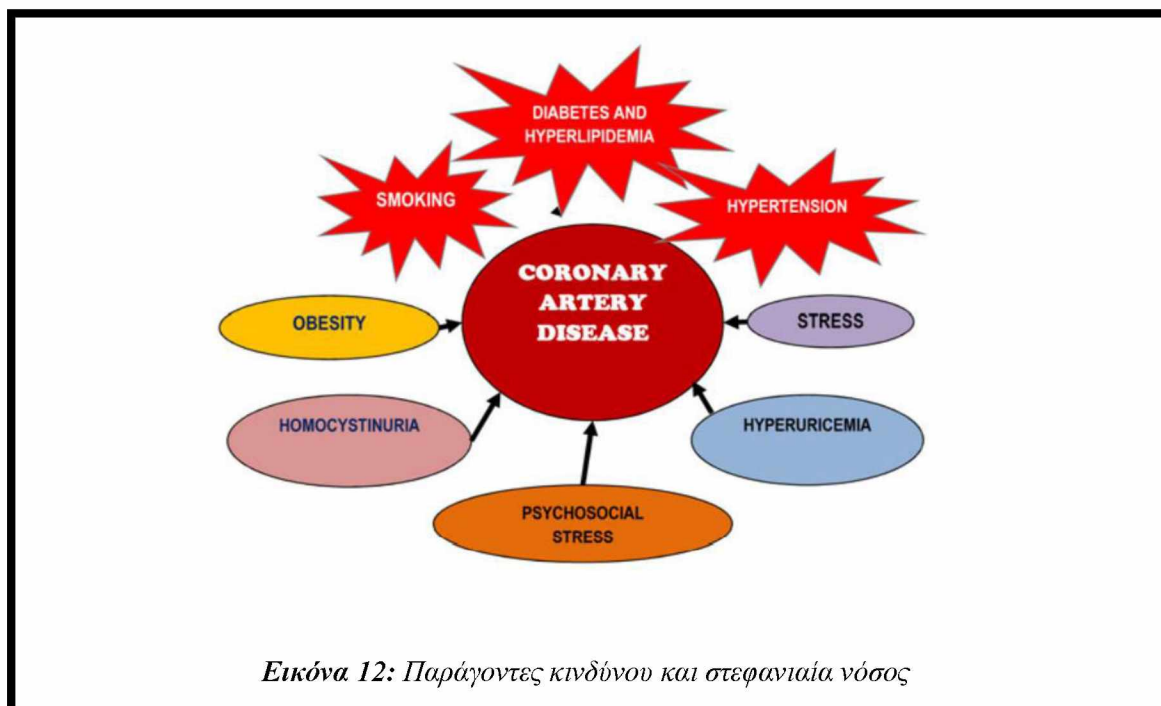 DIABETES AND
HYPERLIPIDEMIA
SMOKING
HYPERTENSION
CORONARY
ARTERY
DISEASE
OBESITY
STRESS
HOMOCYSTINURIA
HYPERURICEMIA
PSYCHOSOCIAL
STRESS
Εικόνα 12: Παράγοντες κινδύνου και στεφανιαία νόσος